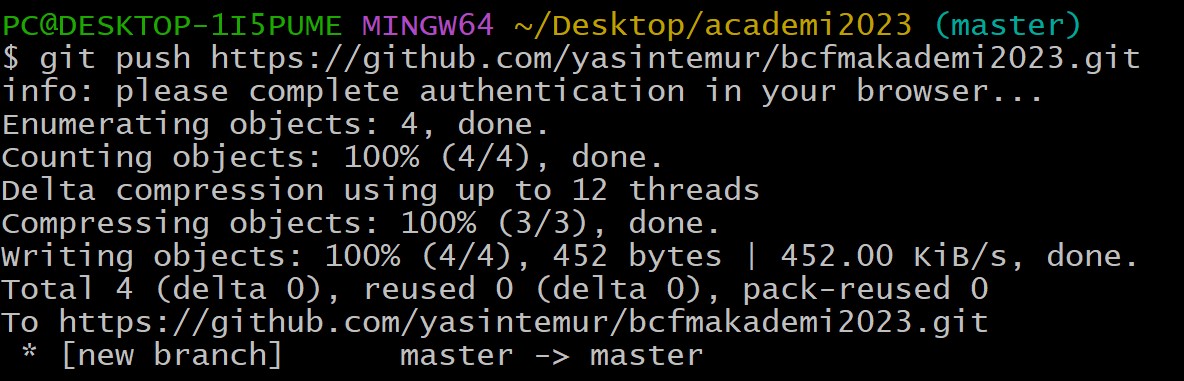 PC@DESKTOP-1I5PUME MINGW64 ~/Desktop/academi2023 (master)
$ git push https://github.com/yasintemur/bcfmakademi2023.git
info: please complete authentication in your browser...
Enumerating objects: 4, done.
Counting objects: 100% (4/4), done.
Delta compression using up to 12 threads
Compressing objects: 100% (3/3), done.
Writing objects: 100% (4/4), 452 bytes | 452.00 KiB/s, done.
Total 4 (delta 0), reused 0 (delta 0), pack-reused 0
To https://github.com/yasintemur/bcfmakademi2023.git
 * [new branch]      master -> master